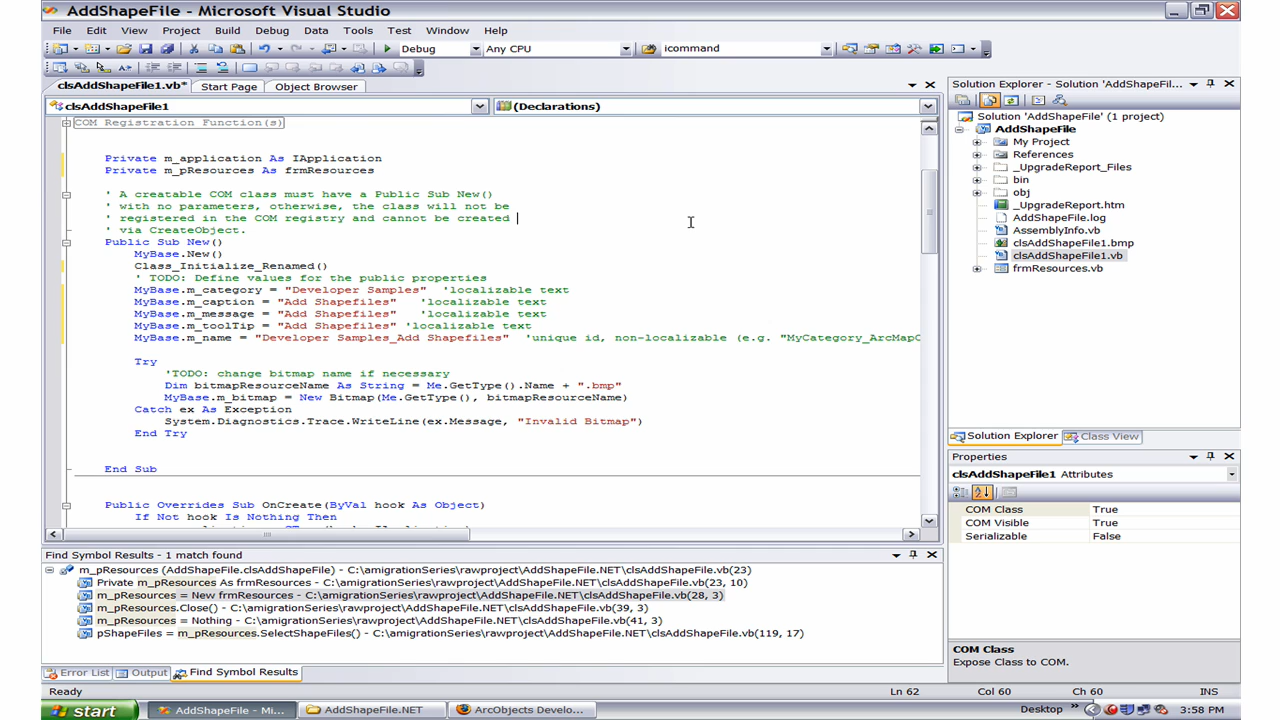 AddShapeFile - Microsoft Visual Studio
File Edit View Project Build Debug Data Tools Test Window Help
Debug Any CPU icommand
clsAddShapeFile1.vb* Start Page Object Browser
clsAddShapeFile1 (Declarations)
COM Registration Function(s)
Private m_application As IApplication
Private m_pResources As frmResources
' A creatable COM class must have a Public Sub New()
' with no parameters, otherwise, the class will not be
' registered in the COM registry and cannot be created
' via CreateObject.
Public Sub New()
MyBase.New()
Class_Initialize_Renamed()
' TODO: Define values for the public properties
MyBase.m_category = "Developer Samples" 'localizable text
MyBase.m_caption = "Add Shapefiles" 'localizable text
MyBase.m_message = "Add Shapefiles" 'localizable text
MyBase.m_toolTip = "Add Shapefiles" 'localizable text
MyBase.m_name = "Developer Samples_Add Shapefiles" 'unique id, non-localizable (e.g. "MyCategory_ArcMapC
Try
'TODO: change bitmap name if necessary
Dim bitmapResourceName As String = Me.GetType().Name + ".bmp"
MyBase.m_bitmap = New Bitmap(Me.GetType(), bitmapResourceName)
Catch ex As Exception
System.Diagnostics.Trace.WriteLine(ex.Message, "Invalid Bitmap")
End Try
End Sub
Public Overrides Sub OnCreate(ByVal hook As Object)
If Not hook Is Nothing Then
Find Symbol Results - 1 match found
m_pResources (AddShapeFile.clsAddShapeFile) - C:\amigrationSeries\rawproject\AddShapeFile.NET\clsAddShapeFile.vb(23)
Private m_pResources As frmResources - C:\amigrationSeries\rawproject\AddShapeFile.NET\clsAddShapeFile.vb(23, 10)
m_pResources = New frmResources - C:\amigrationSeries\rawproject\AddShapeFile.NET\clsAddShapeFile.vb(28, 3)
m_pResources.Close() - C:\amigrationSeries\rawproject\AddShapeFile.NET\clsAddShapeFile.vb(39, 3)
m_pResources = Nothing - C:\amigrationSeries\rawproject\AddShapeFile.NET\clsAddShapeFile.vb(41, 3)
pShapeFiles = m_pResources.SelectShapeFiles() - C:\amigrationSeries\rawproject\AddShapeFile.NET\clsAddShapeFile.vb(119, 17)
Error List Output Find Symbol Results
Solution Explorer - Solution 'AddShapeFil...
Solution 'AddShapeFile' (1 project)
AddShapeFile
My Project
References
_UpgradeReport_Files
bin
obj
_UpgradeReport.htm
AddShapeFile.log
AssemblyInfo.vb
clsAddShapeFile1.bmp
clsAddShapeFile1.vb
frmResources.vb
Solution Explorer Class View
Properties
clsAddShapeFile1 Attributes
COM Class True
COM Visible True
Serializable False
COM Class
Expose Class to COM.
Ready Ln 62 Col 60 Ch 60 INS
start AddShapeFile - Mi... AddShapeFile.NET ArcObjects Develo... Desktop 3:58 PM